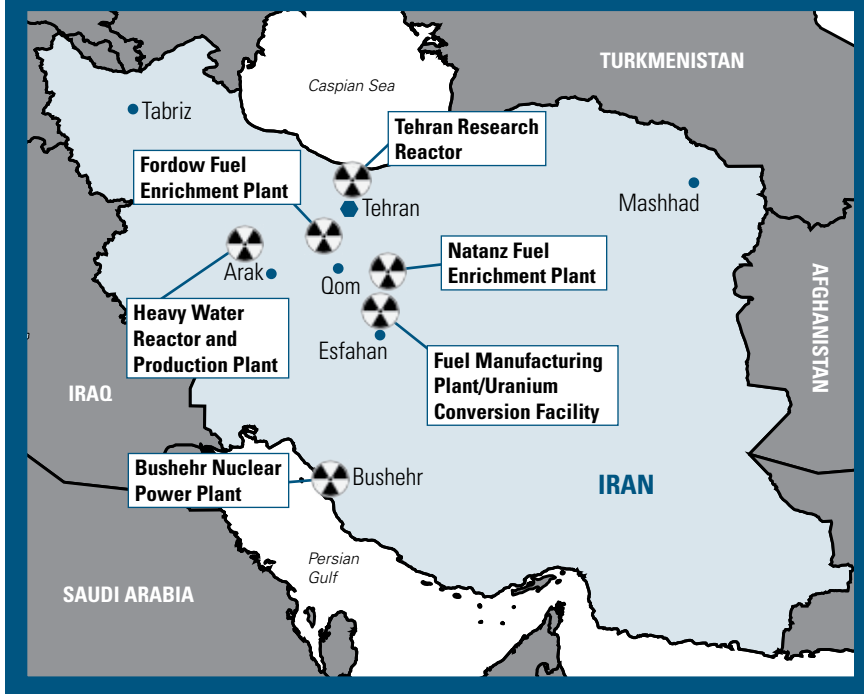 TURKMENISTAN
Caspian Sea
Tabriz
Tehran Research
Reactor
Fordow Fuel
Enrichment Plant
Mashhad
Tehran
Natanz Fuel
Enrichment Plant
Arak
Qom
AFGHANISTAN
Heavy Water
Reactor and
Production Plant
Esfahan
Fuel Manufacturing
Plant/Uranium
Conversion Facility
IRAQ
Bushehr Nuclear
Power Plant
Bushehr
IRAN
Persian
Gulf
SAUDI ARABIA